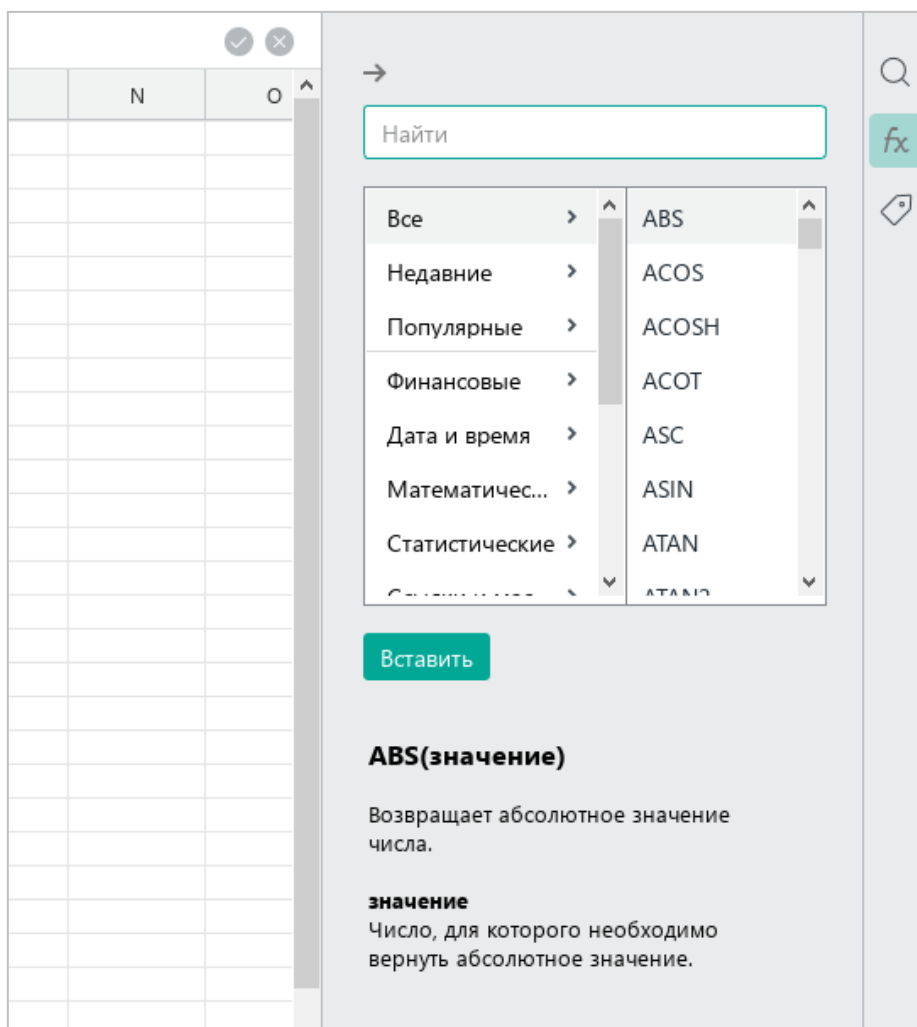 N
O
Найти
Все
Недавние
Популярные
Финансовые
Дата и время
Математичес...
Статистические
ABS
ACOS
ACOSH
ACOT
ASC
ASIN
ATAN
Вставить
ABS(значение)
Возвращает абсолютное значение
числа.
значение
Число, для которого необходимо
вернуть абсолютное значение.
fx